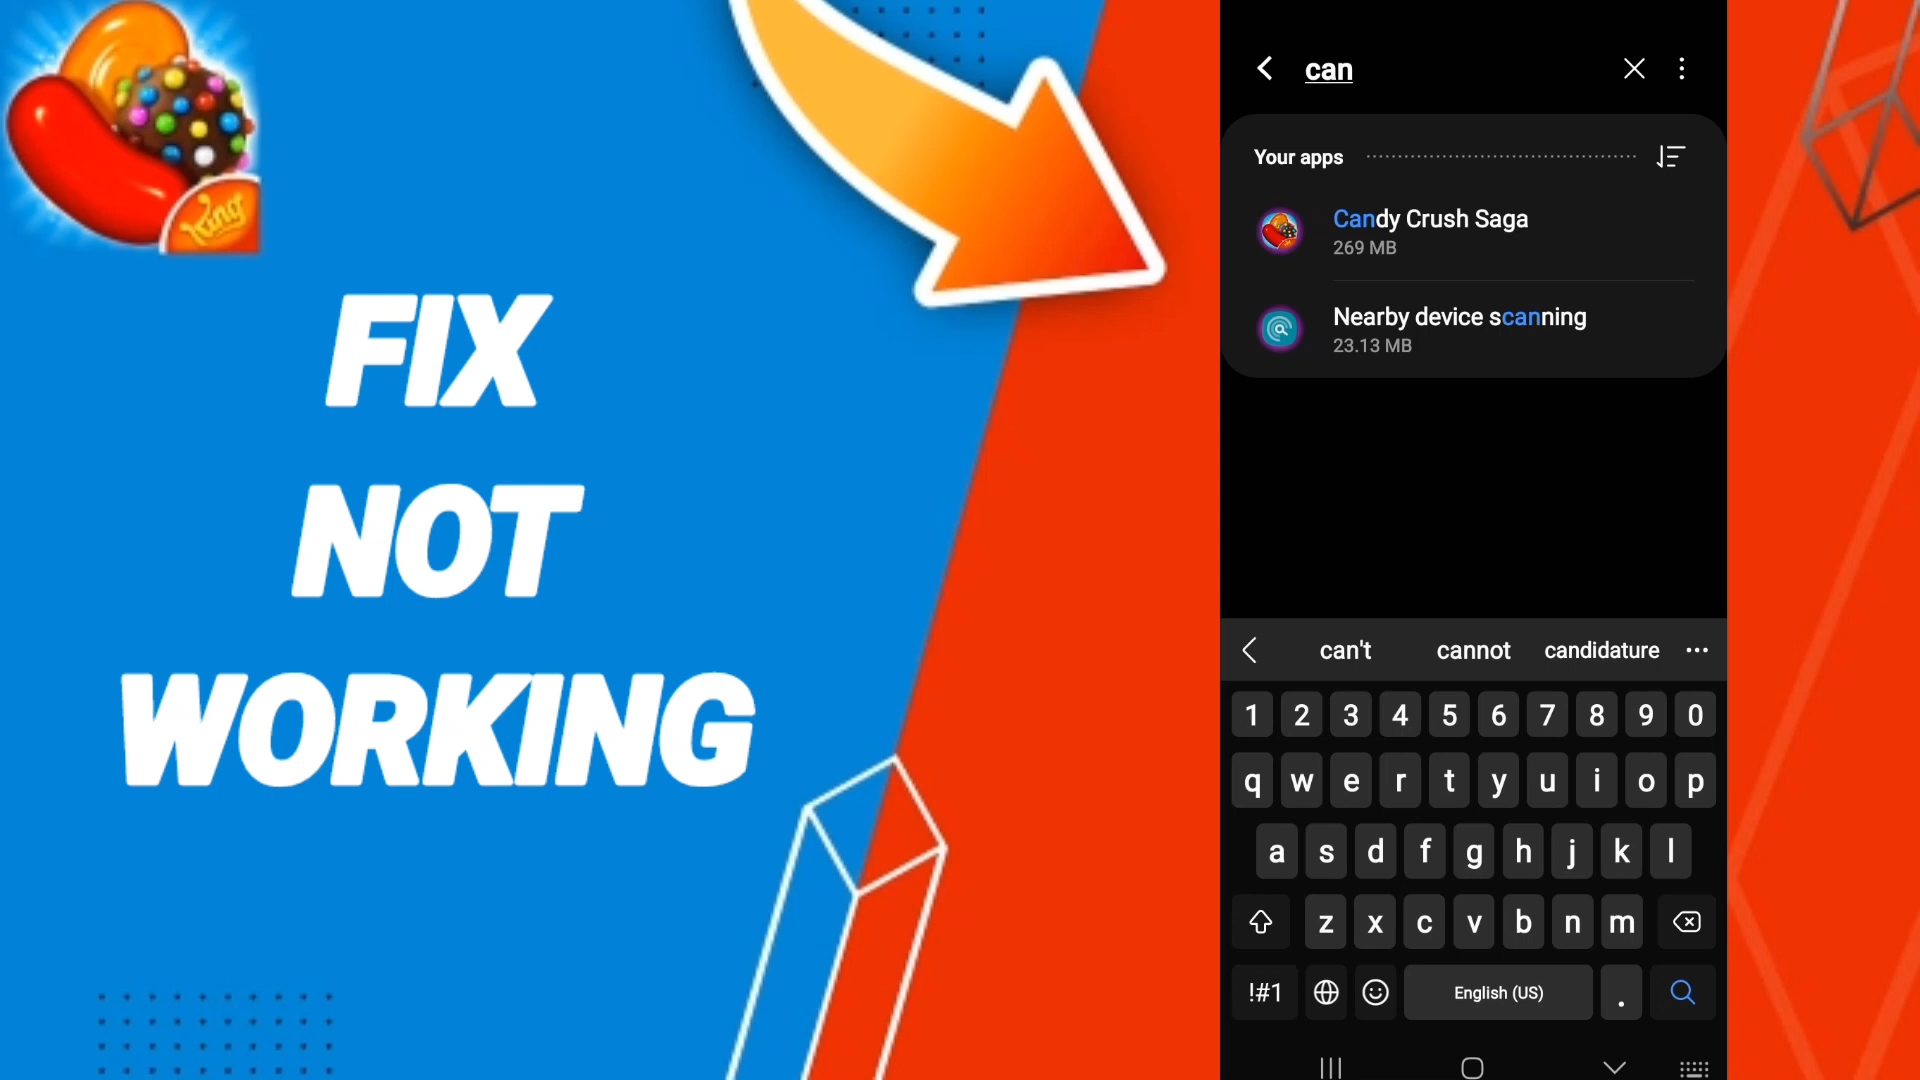 King
FIX
NOT
WORKING
can
Your apps
Candy Crush Saga
269 MB
Nearby device scanning
23.13 MB
can't cannot candidature
1 2 3 4 5 6 7 8 9 0
q w e r t y u i o p
a s d f g h j k l
z x c v b n m
!#1 English (US) .